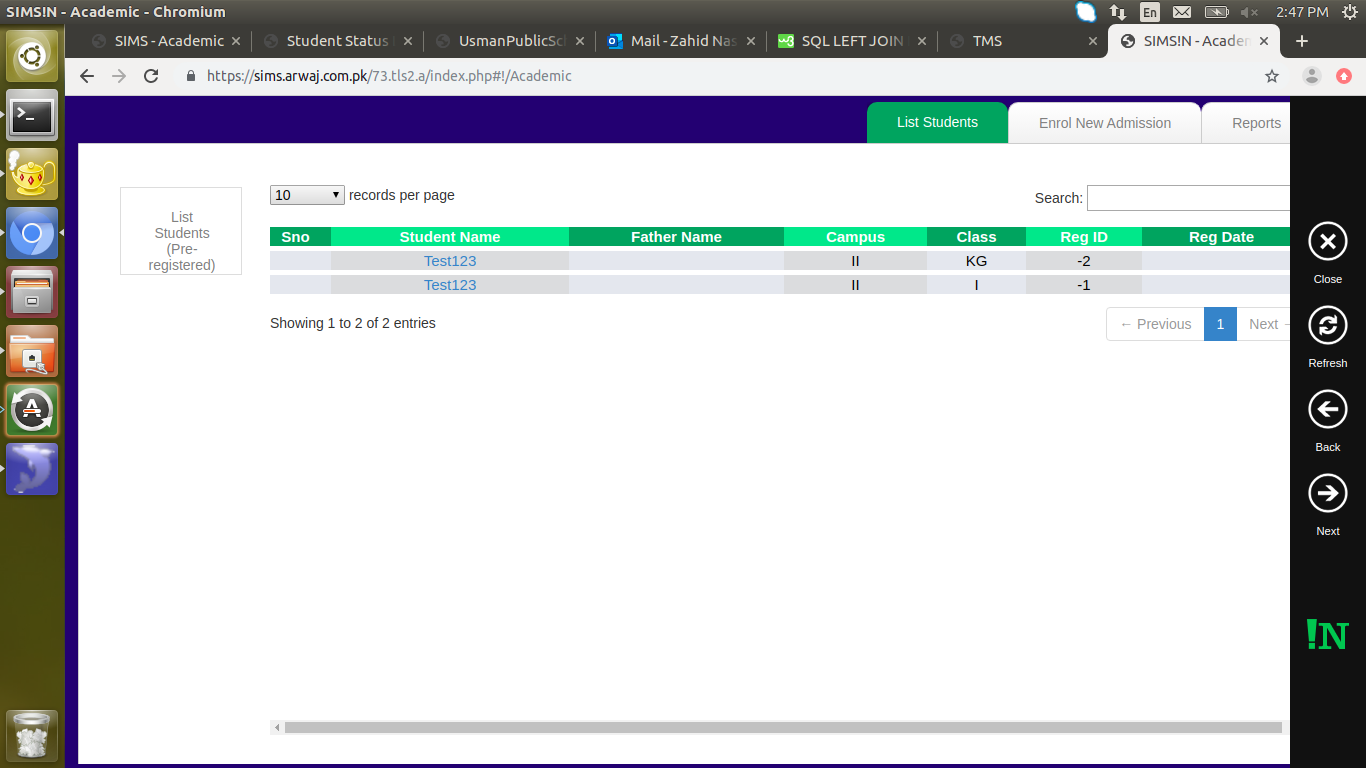 SIMS!N - Academic - Chromium
En
2:47 PM
SIMS - Academic
Student Status
UsmanPublicSc
Mail - Zahid Nas
SQL LEFT JOIN
TMS
SIMS!N - Academ
https://sims.arwaj.com.pk/73.tls2.a/index.php#!/Academic
List Students
Enrol New Admission
Reports
List
Students
(Pre-
registered)
10 records per page
Search:
Sno Student Name Father Name Campus Class Reg ID Reg Date
Test123 II KG -2
Test123 II I -1
Showing 1 to 2 of 2 entries
← Previous 1 Next
Close
Refresh
Back
Next
!N